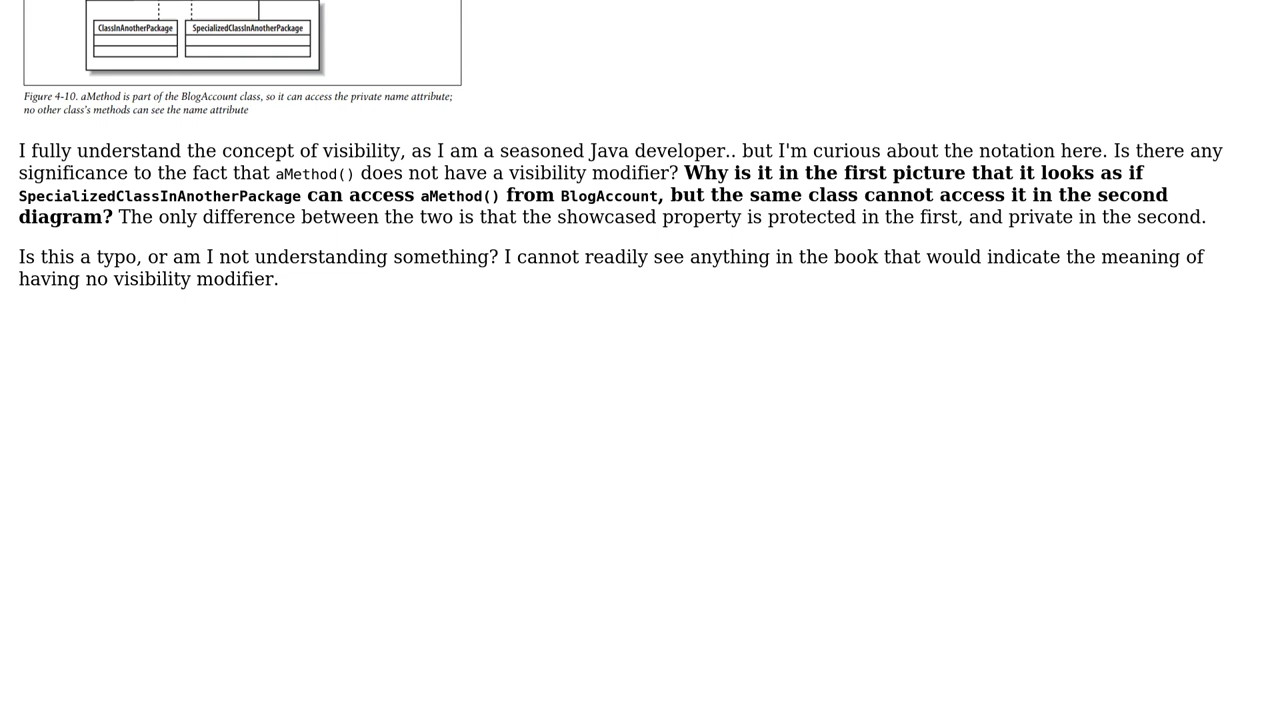 ClassInAnotherPackage SpecializedClassInAnotherPackage
Figure 4-10. aMethod is part of the BlogAccount class, so it can access the private name attribute;
no other class's methods can see the name attribute
I fully understand the concept of visibility, as I am a seasoned Java developer.. but I'm curious about the notation here. Is there any
significance to the fact that aMethod() does not have a visibility modifier? Why is it in the first picture that it looks as if
SpecializedClassInAnotherPackage can access aMethod() from BlogAccount, but the same class cannot access it in the second
diagram? The only difference between the two is that the showcased property is protected in the first, and private in the second.
Is this a typo, or am I not understanding something? I cannot readily see anything in the book that would indicate the meaning of
having no visibility modifier.